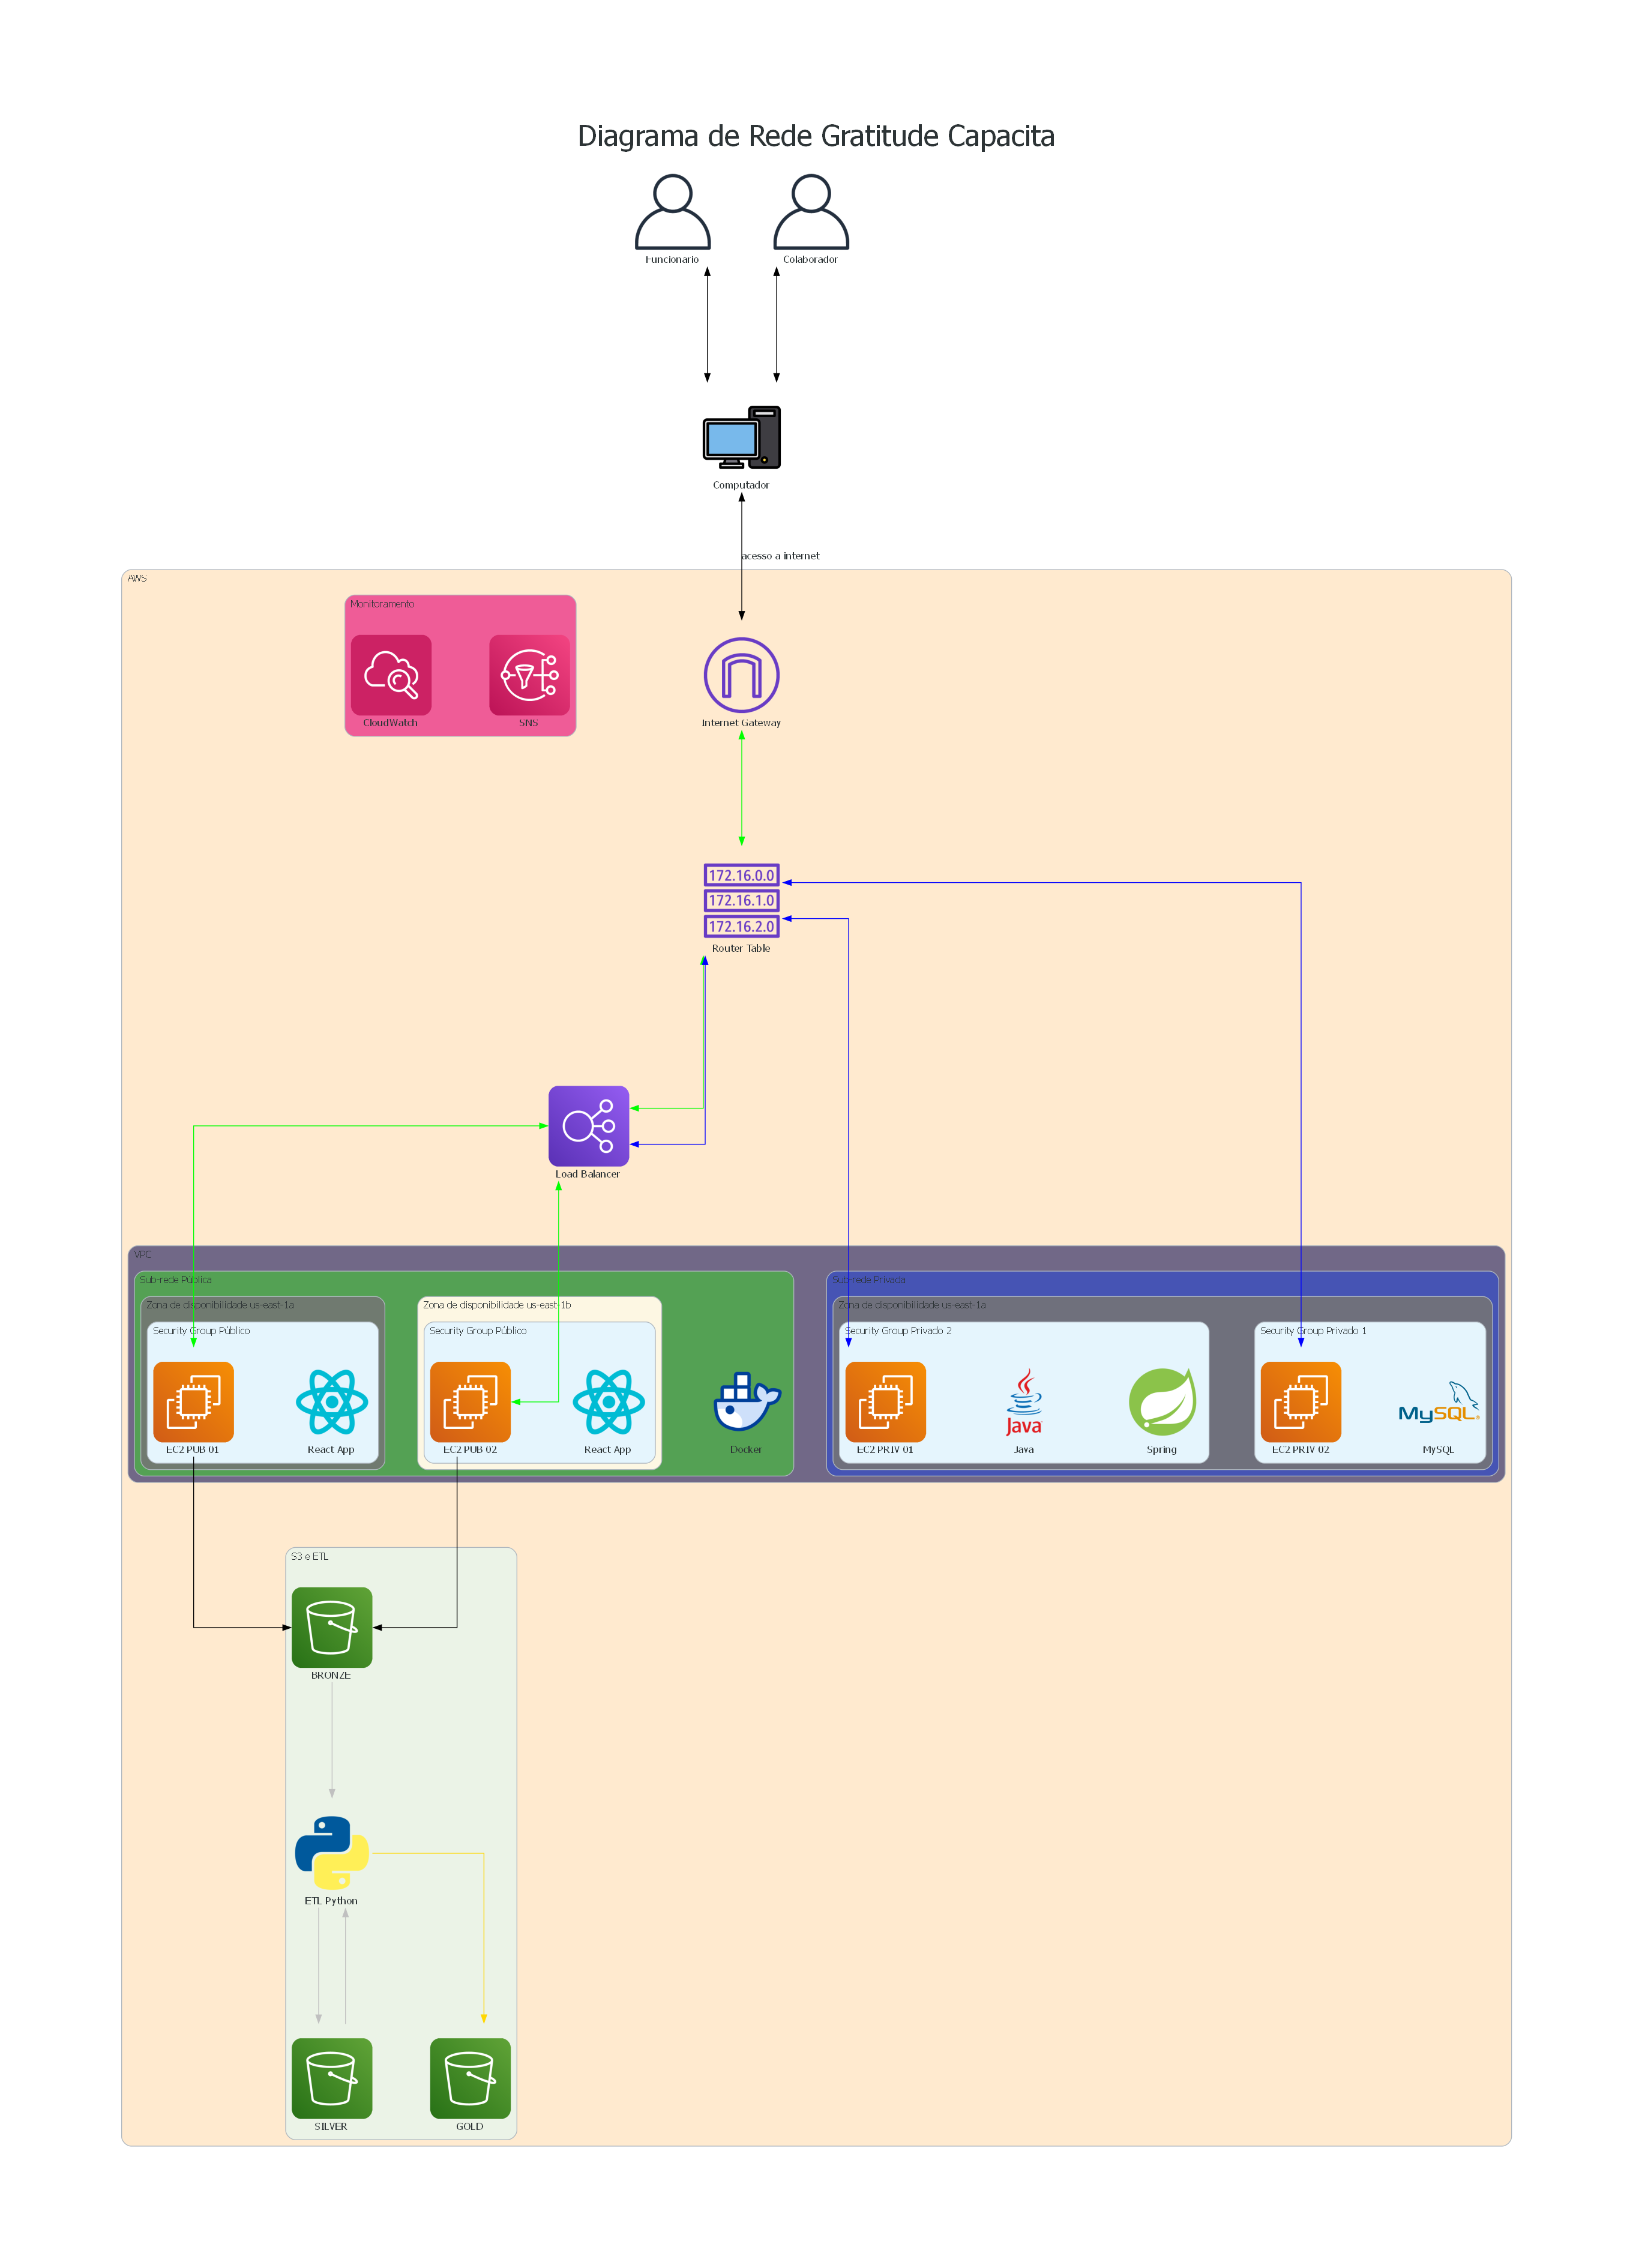 Diagrama de Rede Gratitude Capacita
Funcionario
Colaborador
Computador
acesso a internet
AWS
Monitoramento
CloudWatch
SNS
Internet Gateway
172.16.0.0
172.16.1.0
172.16.2.0
Router Table
Load Balancer
VPC
Sub-rede Pública
Zona de disponibilidade us-east-1a
Security Group Público
EC2 PUB 01
React App
Zona de disponibilidade us-east-1b
Security Group Público
EC2 PUB 02
React App
Docker
Sub-rede Privada
Zona de disponibilidade us-east-1a
Security Group Privado 2
EC2 PRIV 01
Java
Java
Spring
Security Group Privado 1
EC2 PRIV 02
MySQL
MySQL
S3 e ETL
BRONZE
ETL Python
SILVER
GOLD